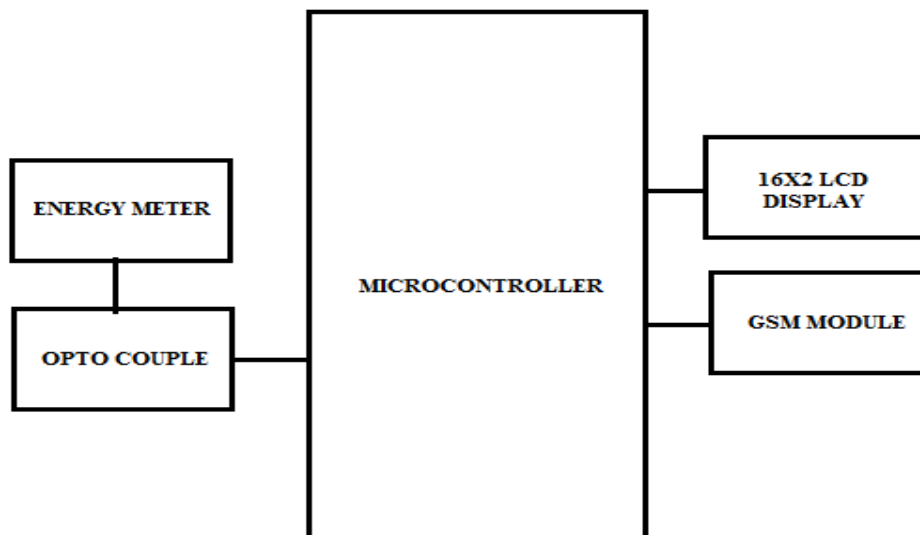 ENERGY METER
OPTO COUPLE
MICROCONTROLLER
16X2 LCD
DISPLAY
GSM MODULE